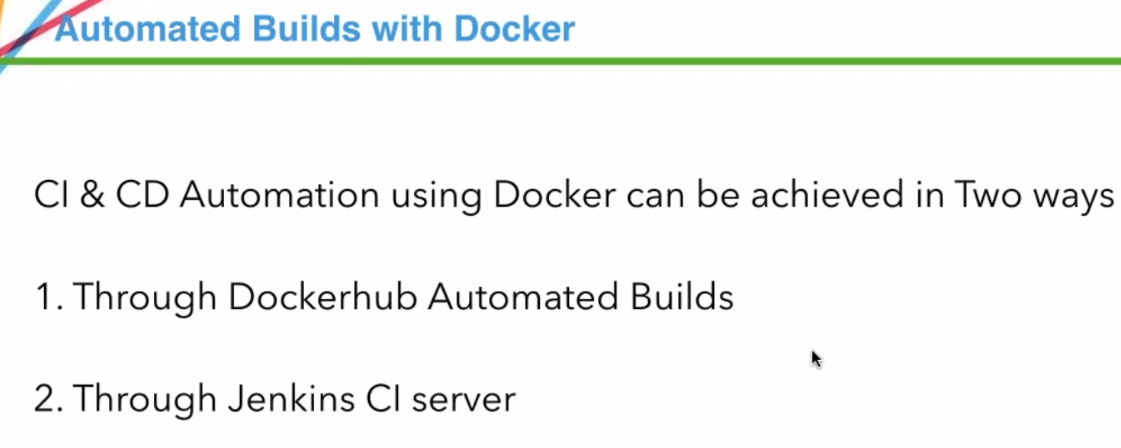 Automated Builds with Docker
CI & CD Automation using Docker can be achieved in Two ways
1. Through Dockerhub Automated Builds
2. Through Jenkins CI server